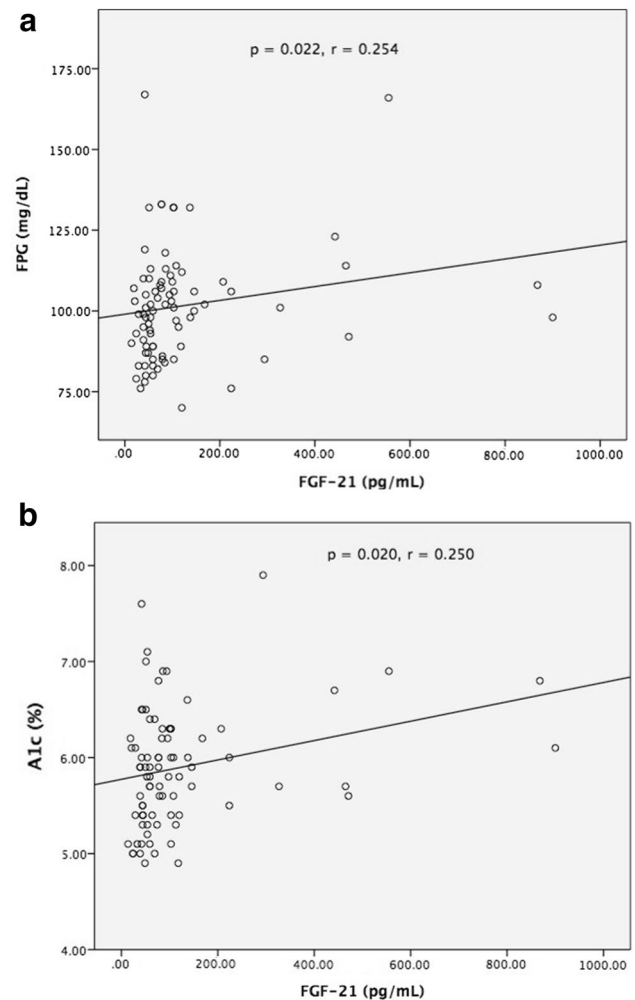 a
p = 0.022, r = 0.254
175.00
150.00
125.00
100.00
75.00
FPG (mg/dL)
.00 200.00 400.00 600.00 800.00 1000.00
FGF-21 (pg/mL)
b
p = 0.020, r = 0.250
8.00
7.00
6.00
5.00
4.00
A1c (%)
.00 200.00 400.00 600.00 800.00 1000.00
FGF-21 (pg/mL)